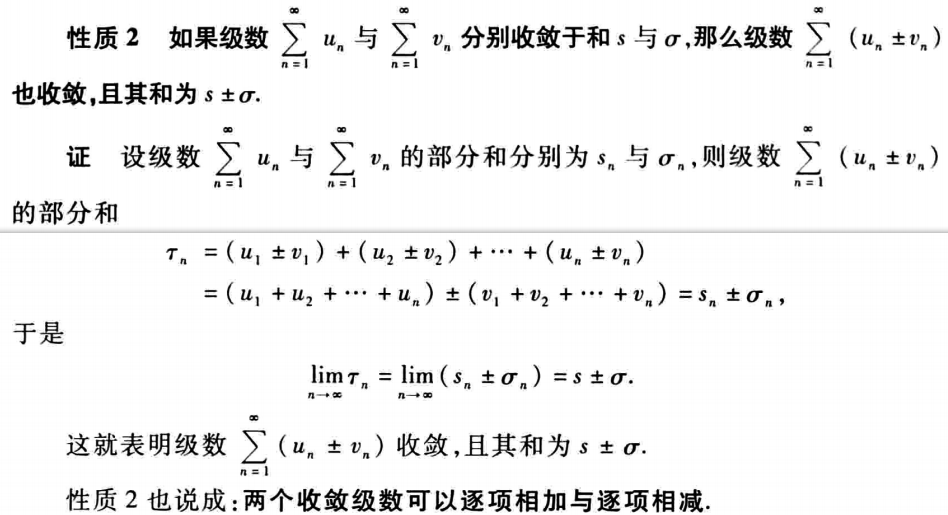 性质 2 如果级数 $\sum_{n=1}^{\infty} u_n$ 与 $\sum_{n=1}^{\infty} v_n$ 分别收敛于和 $s$ 与 $\sigma$,那么级数 $\sum_{n=1}^{\infty} (u_n \pm v_n)$
也收敛,且其和为 $s \pm \sigma$.
证 设级数 $\sum_{n=1}^{\infty} u_n$ 与 $\sum_{n=1}^{\infty} v_n$ 的部分和分别为 $s_n$ 与 $\sigma_n$,则级数 $\sum_{n=1}^{\infty} (u_n \pm v_n)$
的部分和
$\tau_n = (u_1 \pm v_1) + (u_2 \pm v_2) + \cdots + (u_n \pm v_n)$
$= (u_1 + u_2 + \cdots + u_n) \pm (v_1 + v_2 + \cdots + v_n) = s_n \pm \sigma_n,$
于是
$\lim_{n \to \infty} \tau_n = \lim_{n \to \infty} (s_n \pm \sigma_n) = s \pm \sigma.$
这就表明级数 $\sum_{n=1}^{\infty} (u_n \pm v_n)$ 收敛,且其和为 $s \pm \sigma$.
性质 2 也说成:两个收敛级数可以逐项相加与逐项相减.